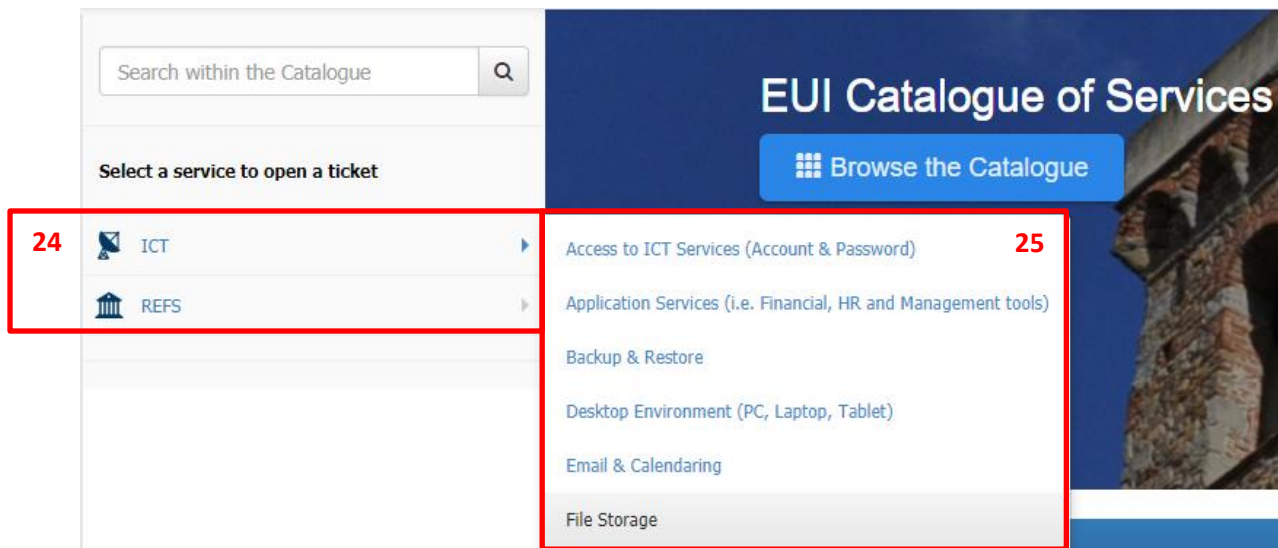 Search within the Catalogue
EUI Catalogue of Services
Browse the Catalogue
Select a service to open a ticket
24
ICT
REFS
25
Access to ICT Services (Account & Password)
Application Services (i.e. Financial, HR and Management tools)
Backup & Restore
Desktop Environment (PC, Laptop, Tablet)
Email & Calendaring
File Storage